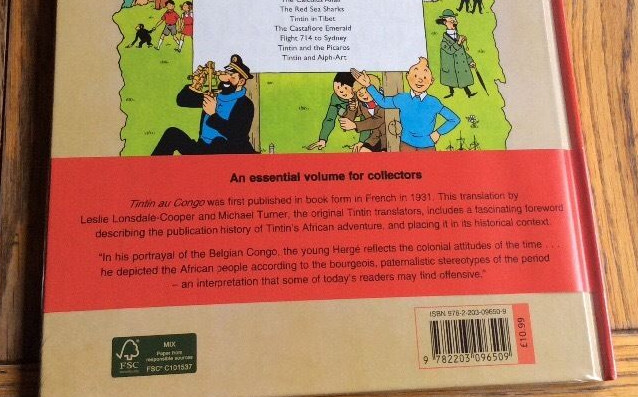 The Calculus Affair
The Red Sea Sharks
Tintin in Tibet
The Castafiore Emerald
Flight 714 to Sydney
Tintin and the Picaros
Tintin and Alph-Art
An essential volume for collectors
Tintin au Congo was first published in book form in French in 1931. This translation by
Leslie Lonsdale-Cooper and Michael Turner, the original Tintin translators, includes a fascinating foreword
describing the publication history of Tintin's African adventure, and placing it in its historical context.
"In his portrayal of the Belgian Congo, the young Hergé reflects the colonial attitudes of the time . . .
he depicted the African people according to the bourgeois, paternalistic stereotypes of the period
– an interpretation that some of today's readers may find offensive."
ISBN 978-2-203-09650-9
9 782203 096509
£10.99
MIX
Paper from
responsible sources
FSC® C101537
FSC